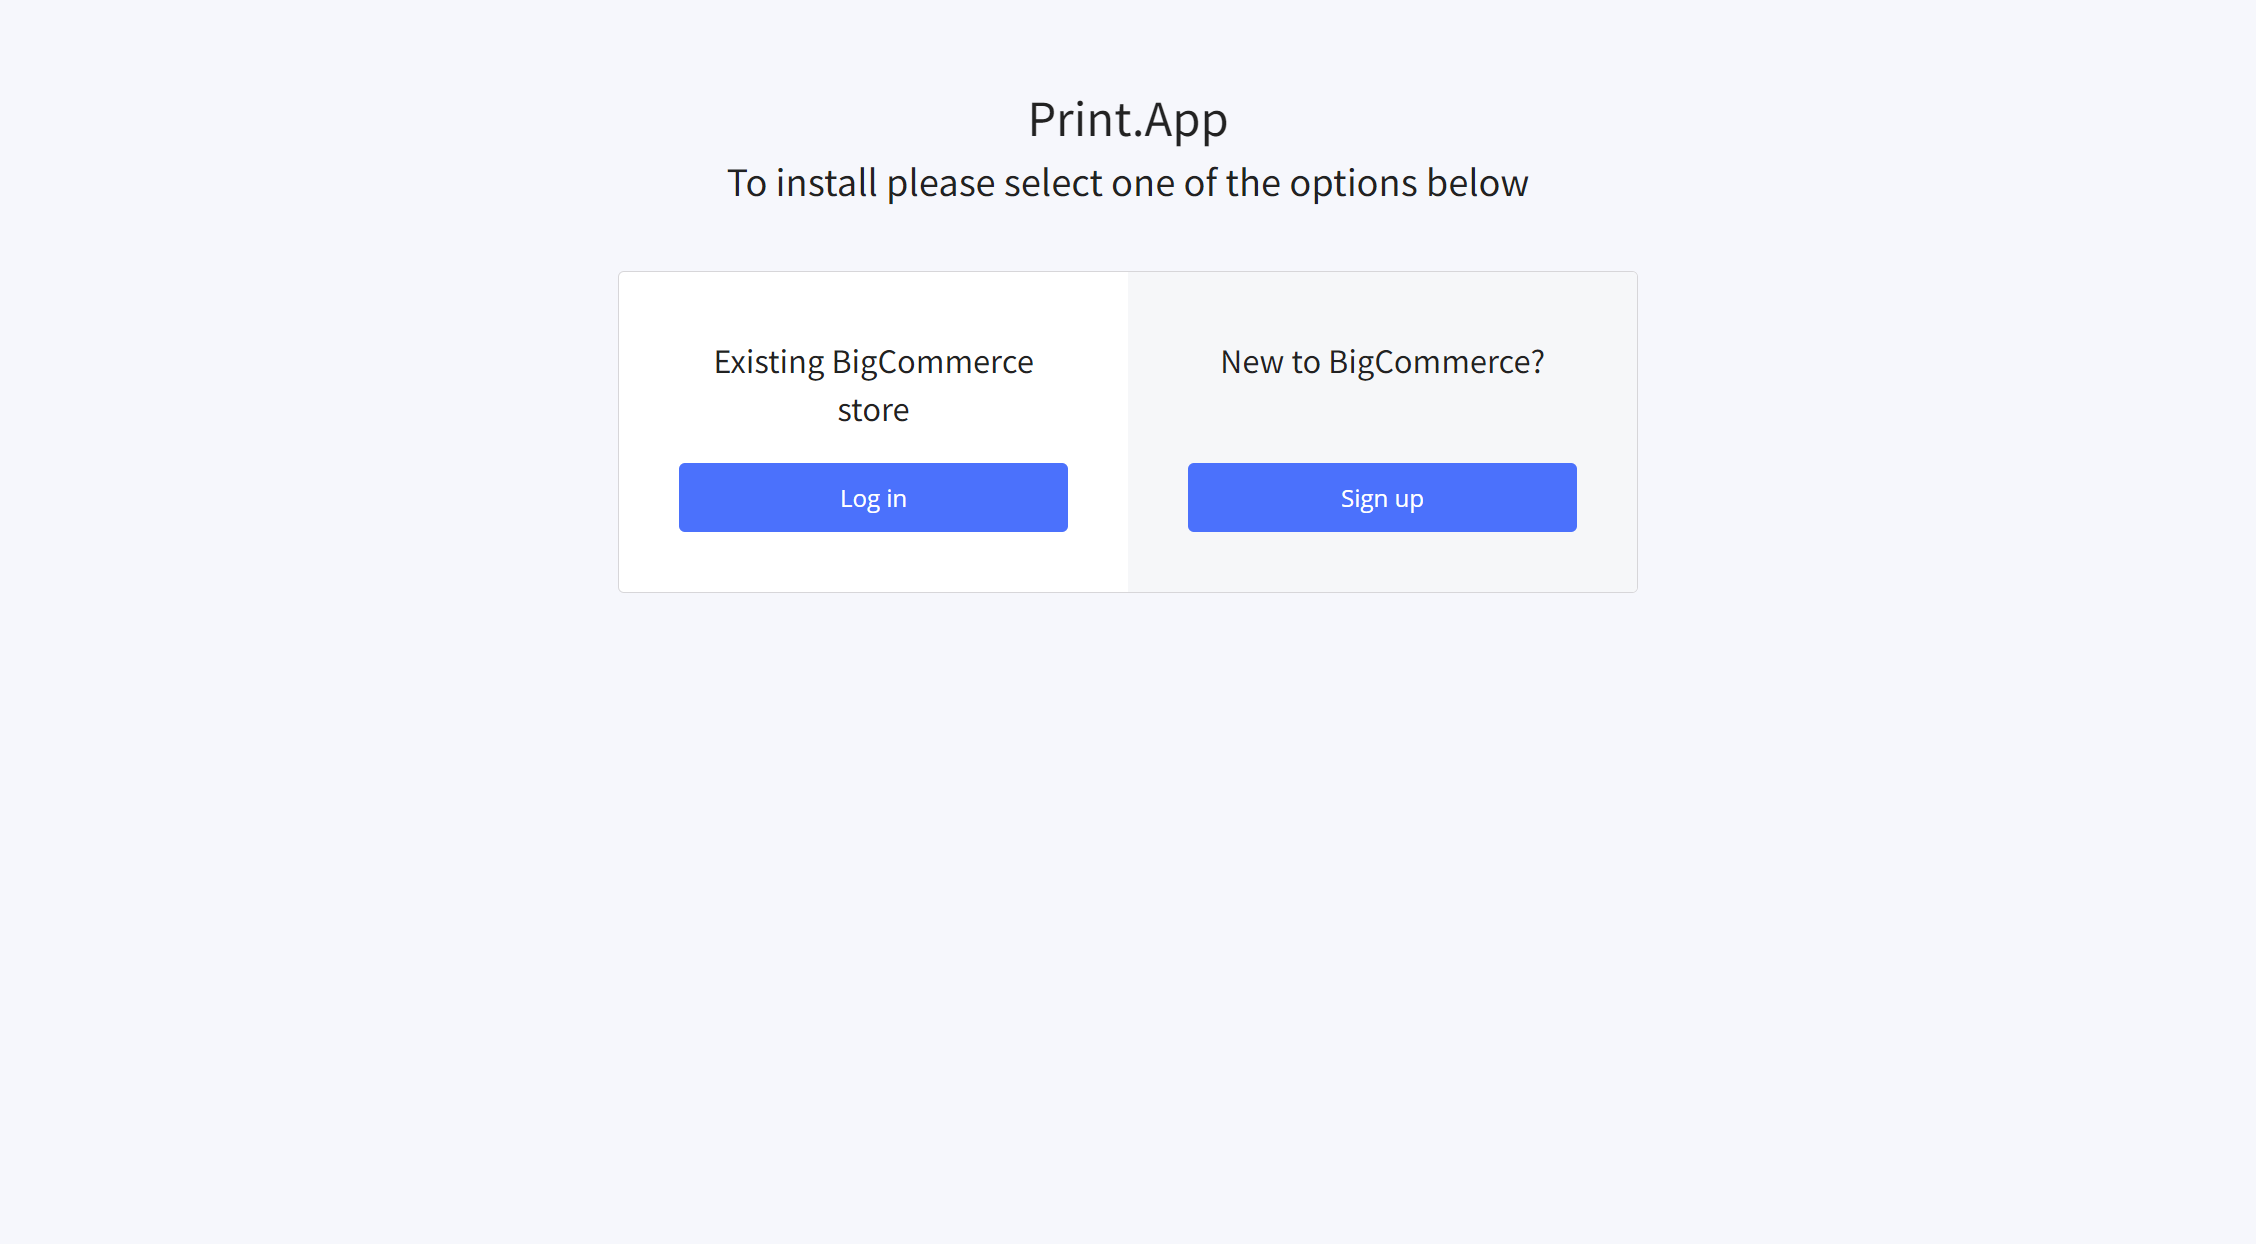 Print.App
To install please select one of the options below
Existing BigCommerce
store
Log in
New to BigCommerce?
Sign up